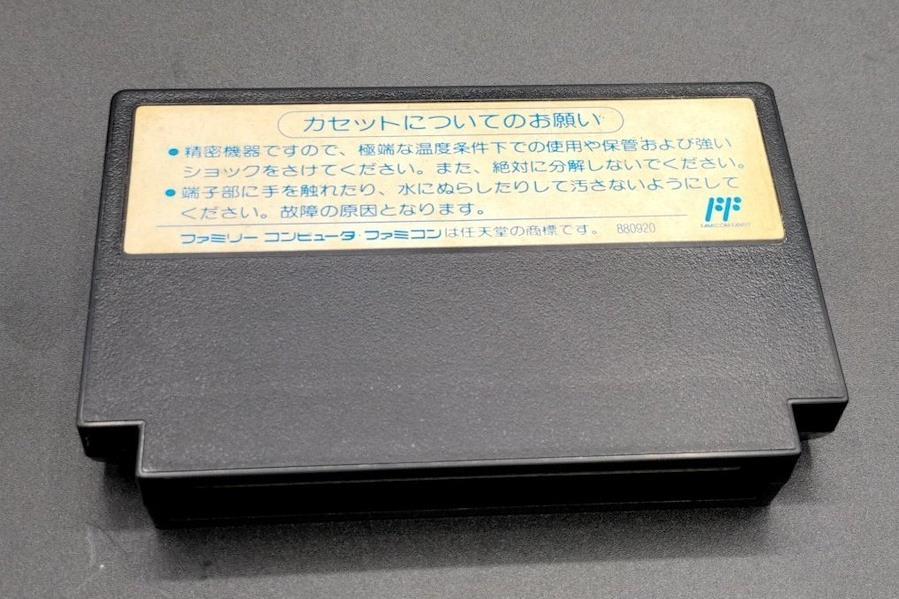 カセットについてのお願い
●精密機器ですので、極端な温度条件下での使用や保管および強い
ショックをさけてください。また、絶対に分解しないでください。
●端子部に手を触れたり、水にぬらしたりして汚さないようにして
ください。故障の原因となります。
ファミリー コンピュータ・ファミコンは任天堂の商標です。 880920
FAMICOM FAMILY